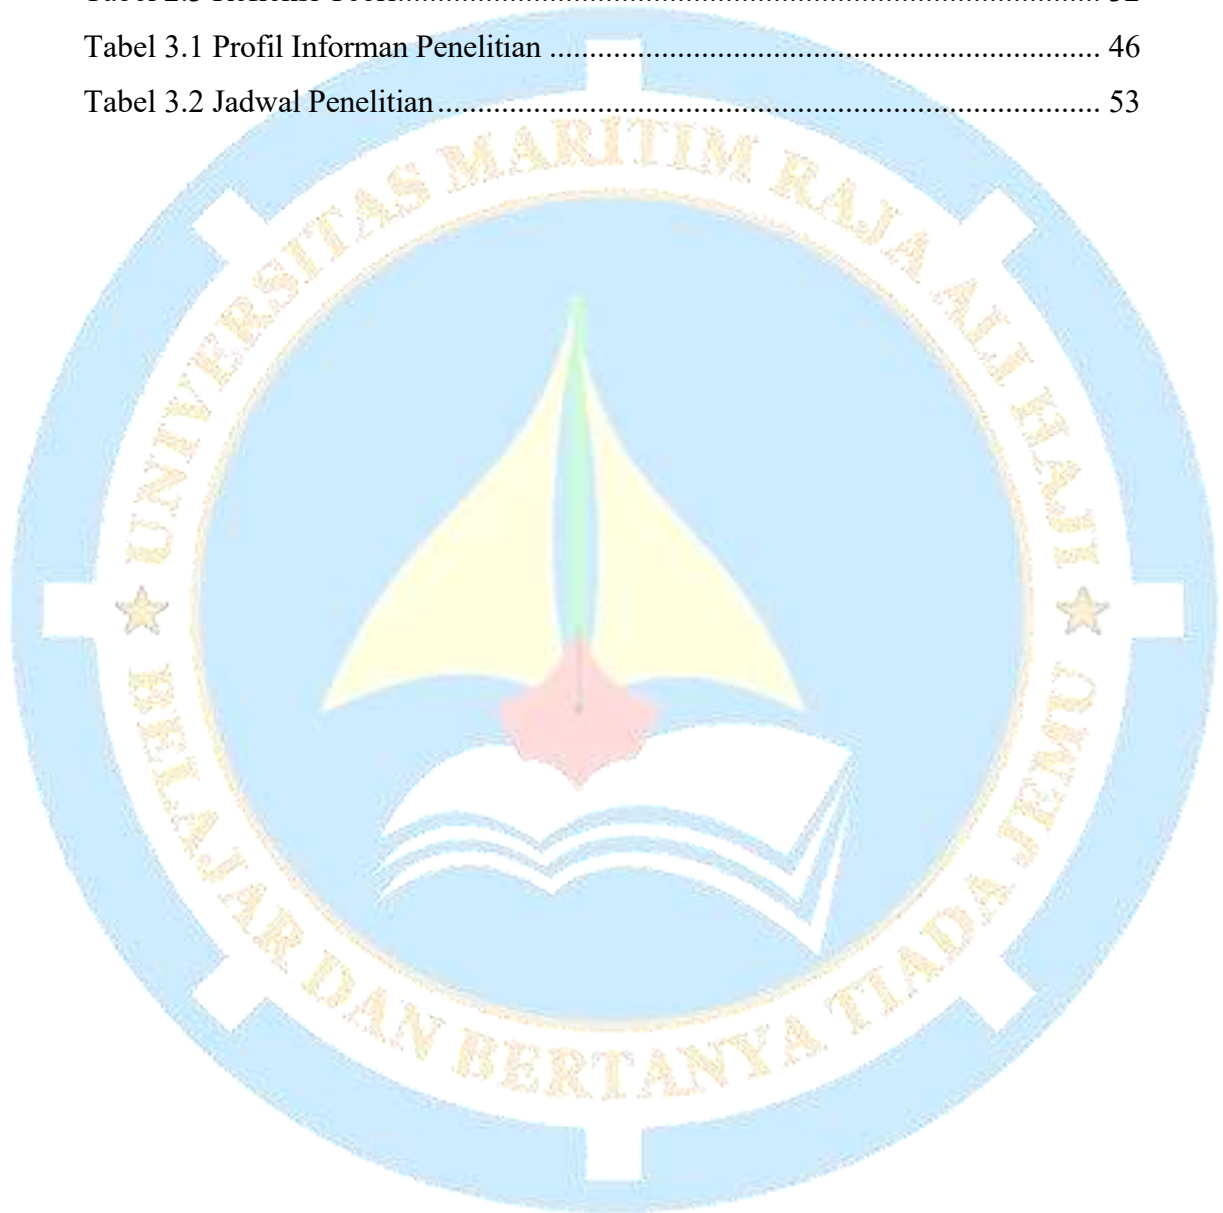 Tabel 3.1 Profil Informan Penelitian ..................................................................... 46
Tabel 3.2 Jadwal Penelitian ................................................................................... 53
UNIVERSITAS MARITIM RAJA ALI HAJI
BELAJAR DAN BERTANYA TIADA JEMU